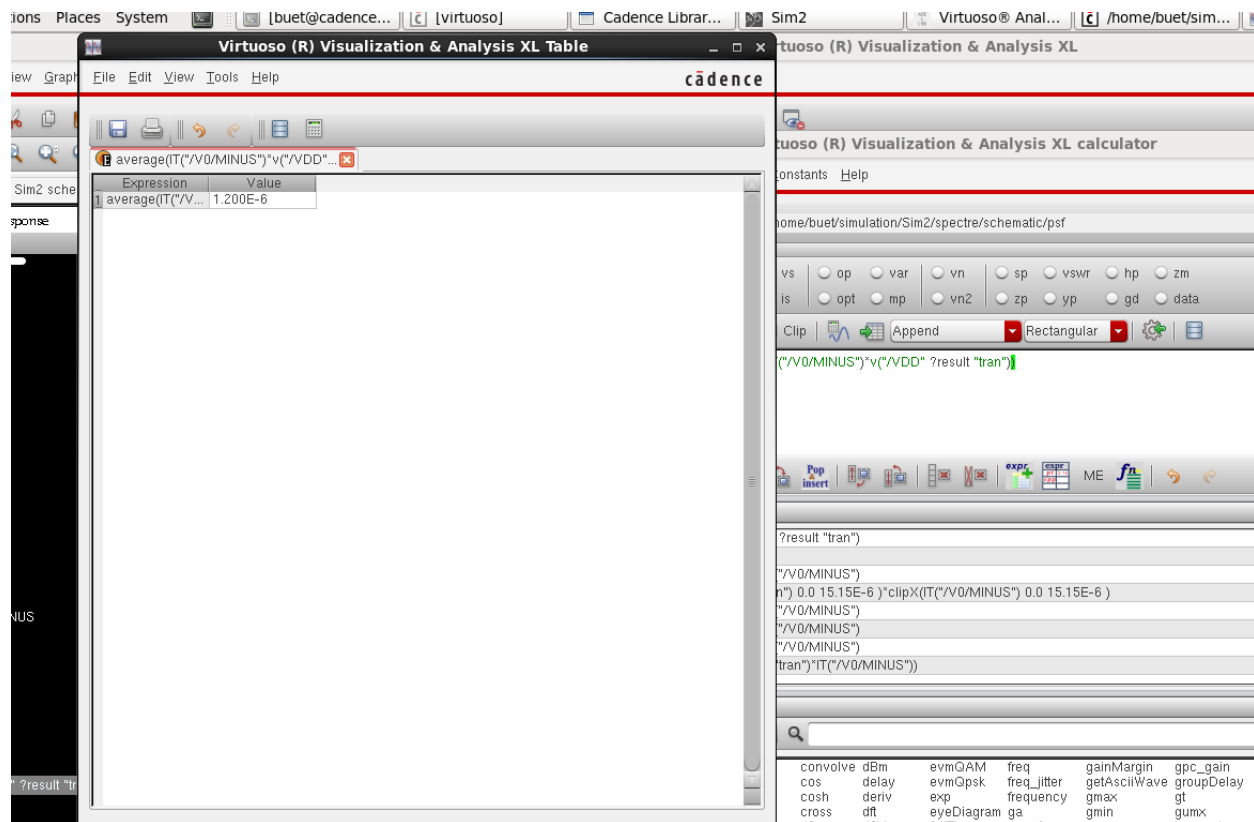 tions Places System [buet@cadence... [virtuoso] Cadence Librar... Sim2 Virtuoso® Anal... /home/buet/sim...
Virtuoso (R) Visualization & Analysis XL Table
tuoso (R) Visualization & Analysis XL
iew Graph
File Edit View Tools Help
cādence
tuoso (R) Visualization & Analysis XL calculator
average(IT("/V0/MINUS")*v("/VDD"...
onstants Help
Sim2 sche
Expression Value
1 average(IT("/V... 1.200E-6
sponse
home/buet/simulation/Sim2/spectre/schematic/psf
vs op var vn sp vswr hp zm
is opt mp vn2 zp yp gd data
Clip Append Rectangular
("/V0/MINUS")*v("/VDD" ?result "tran"))
Pop insert expr expr ME fn
?result "tran")
"/V0/MINUS")
n") 0.0 15.15E-6 )*clipX(IT("/V0/MINUS") 0.0 15.15E-6 )
"/V0/MINUS")
NUS
"/V0/MINUS")
"/V0/MINUS")
"tran")*IT("/V0/MINUS"))
convolve dBm evmQAM freq gainMargin gpc_gain
cos delay evmQpsk freq_jitter getAsciiWave groupDelay
" ?result "tr
cosh deriv exp frequency gmax gt
cross dft eyeDiagram ga gmin gumx